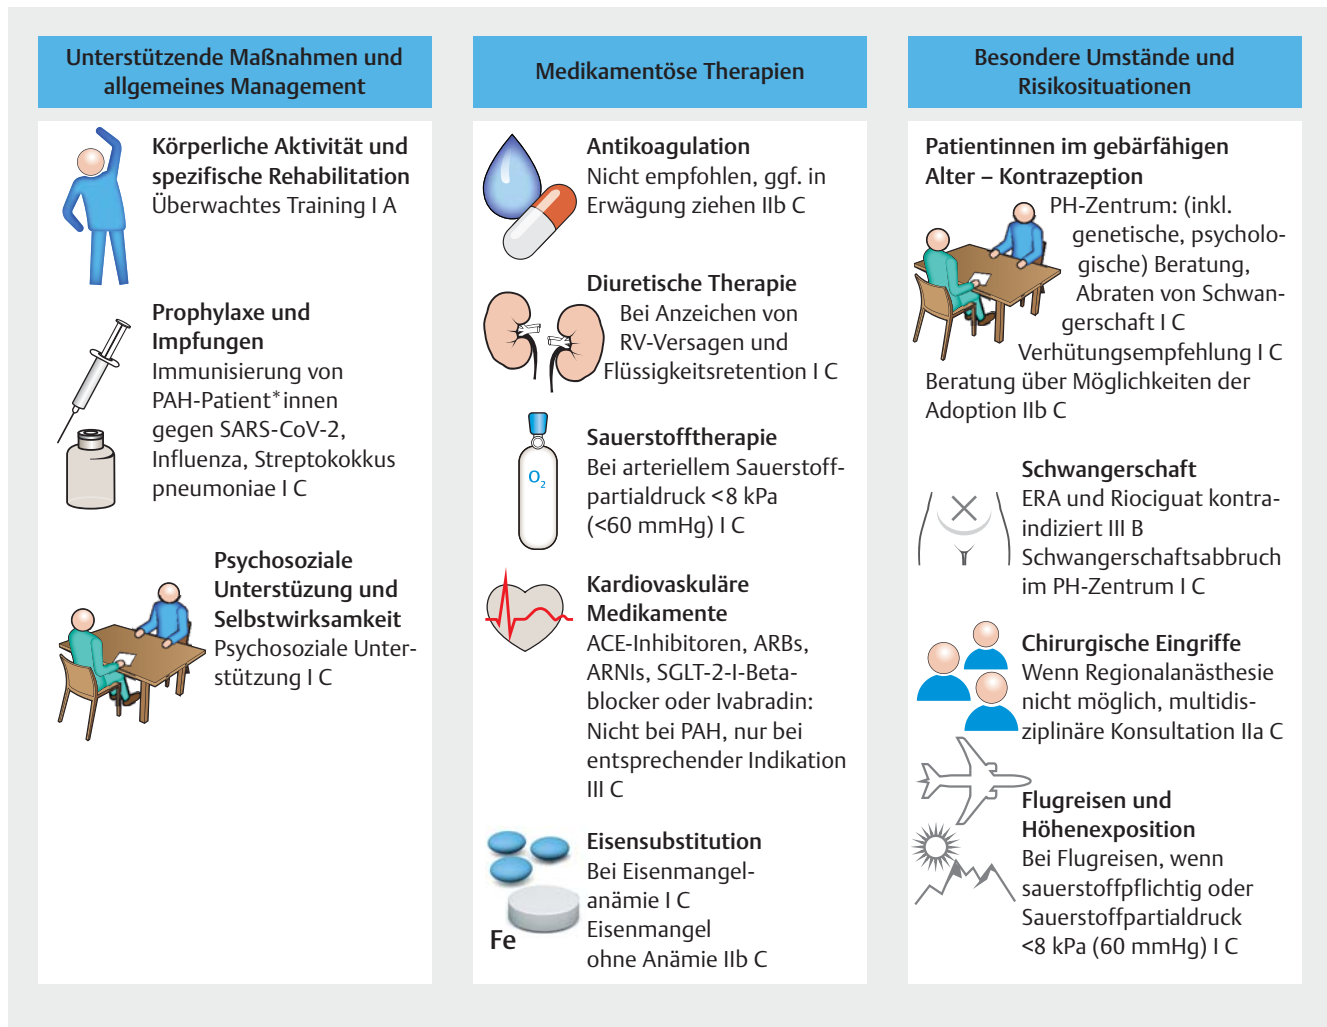 Unterstützende Maßnahmen und
allgemeines Management
Körperliche Aktivität und
spezifische Rehabilitation
Überwachtes Training I A
Prophylaxe und
Impfungen
Immunisierung von
PAH-Patient*innen
gegen SARS-CoV-2,
Influenza, Streptokokkus
pneumoniae I C
Psychosoziale
Unterstüzung und
Selbstwirksamkeit
Psychosoziale Unter-
stützung I C
Medikamentöse Therapien
Antikoagulation
Nicht empfohlen, ggf. in
Erwägung ziehen IIb C
Diuretische Therapie
Bei Anzeichen von
RV-Versagen und
Flüssigkeitsretention I C
O2
Sauerstofftherapie
Bei arteriellem Sauerstoff-
partialdruck <8 kPa
(<60 mmHg) I C
Kardiovaskuläre
Medikamente
ACE-Inhibitoren, ARBs,
ARNIs, SGLT-2-I-Beta-
blocker oder Ivabradin:
Nicht bei PAH, nur bei
entsprechender Indikation
III C
Fe
Eisensubstitution
Bei Eisenmangel-
anämie I C
Eisenmangel
ohne Anämie IIb C
Besondere Umstände und
Risikosituationen
Patientinnen im gebärfähigen
Alter – Kontrazeption
PH-Zentrum: (inkl.
genetische, psycholo-
gische) Beratung,
Abraten von Schwan-
gerschaft I C
Verhütungsempfehlung I C
Beratung über Möglichkeiten der
Adoption IIb C
Schwangerschaft
ERA und Riociguat kontra-
indiziert III B
Schwangerschaftsabbruch
im PH-Zentrum I C
Chirurgische Eingriffe
Wenn Regionalanästhesie
nicht möglich, multidis-
ziplinäre Konsultation IIa C
Flugreisen und
Höhenexposition
Bei Flugreisen, wenn
sauerstoffpflichtig oder
Sauerstoffpartialdruck
<8 kPa (60 mmHg) I C